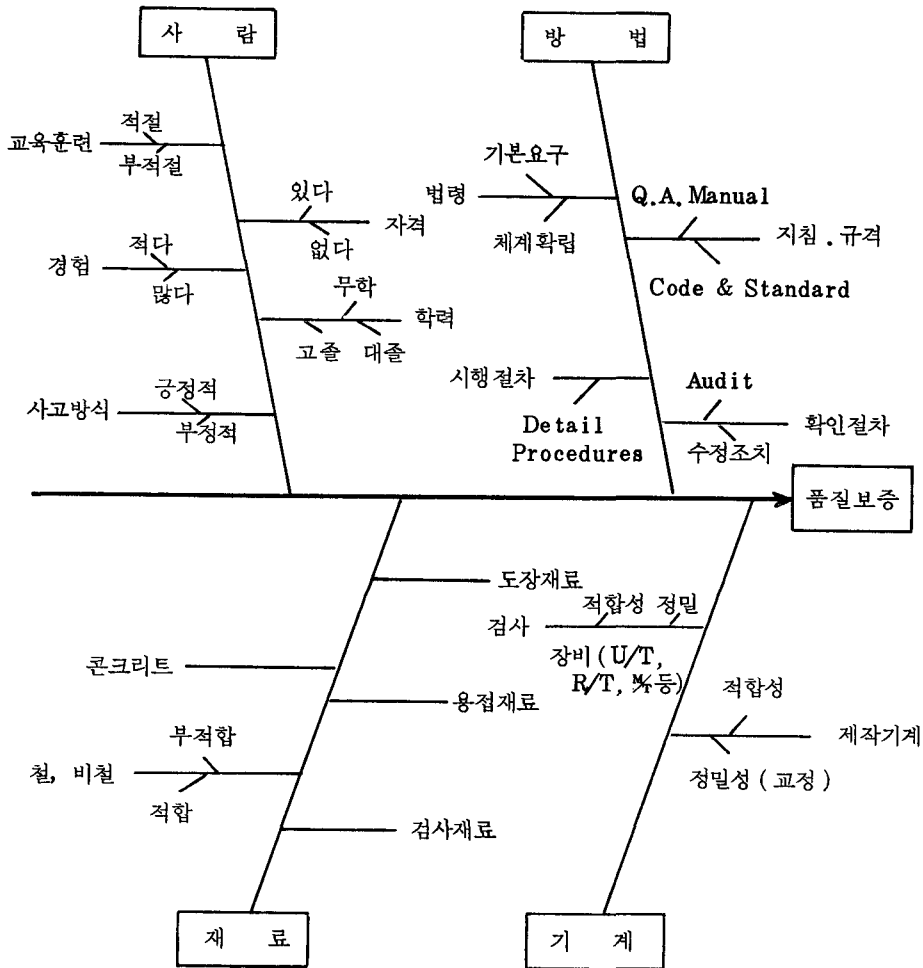 사 람
방 법
적절
교육훈련
부적절
있다
자격
없다
적다
경험
많다
무학
학력
고졸 대졸
긍정적
사고방식
부정적
기본요구
법령
체계확립
Q.A. Manual
지침 . 규격
Code & Standard
시행절차
Detail
Procedures
Audit
확인절차
수정조치
품질보증
도장재료
콘크리트
용접재료
부적합
철, 비철
적합
검사재료
적합성 정밀
검사
장비 ( U/T,
R/T, M/T 등 )
적합성
제작기계
정밀성 ( 교정 )
재 료
기 계